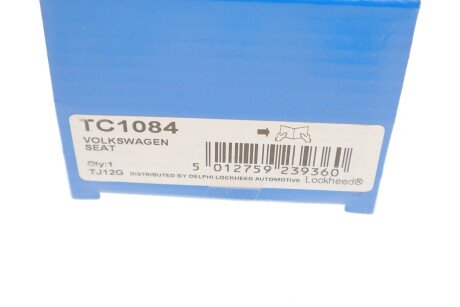 TC1084
VOLKSWAGEN
SEAT
Qty:1
TJ12G
5 012759 239360
DISTRIBUTED BY DELPHI LOCKHEED AUTOMOTIVE Lockheed®